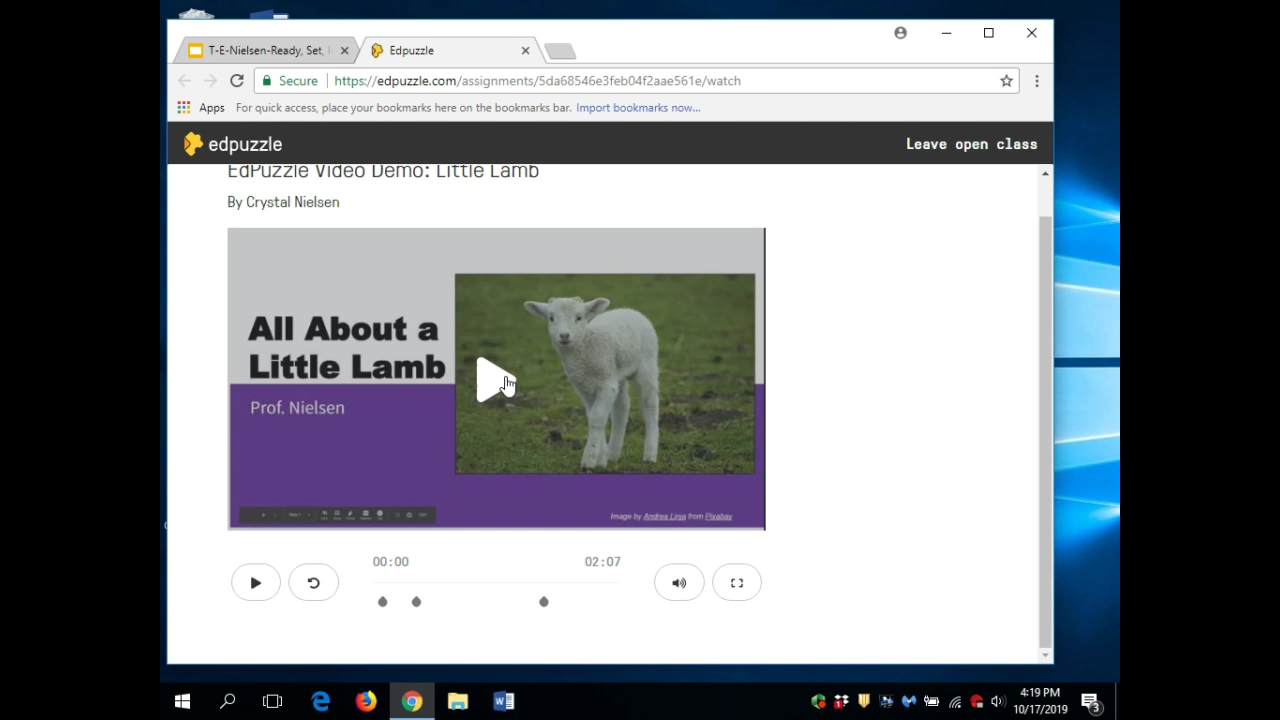 T-E-Nielsen-Ready, Set,
Edpuzzle
Secure
https://edpuzzle.com/assignments/5da68546e3feb04f2aae561e/watch
Apps
For quick access, place your bookmarks here on the bookmarks bar. Import bookmarks now...
edpuzzle
Leave open class
EdPuzzle Video Demo: Little Lamb
By Crystal Nielsen
All About a
Little Lamb
Prof. Nielsen
Image by Andrea Linja from Pixabay
00:00
02:07
4:19 PM
10/17/2019
3